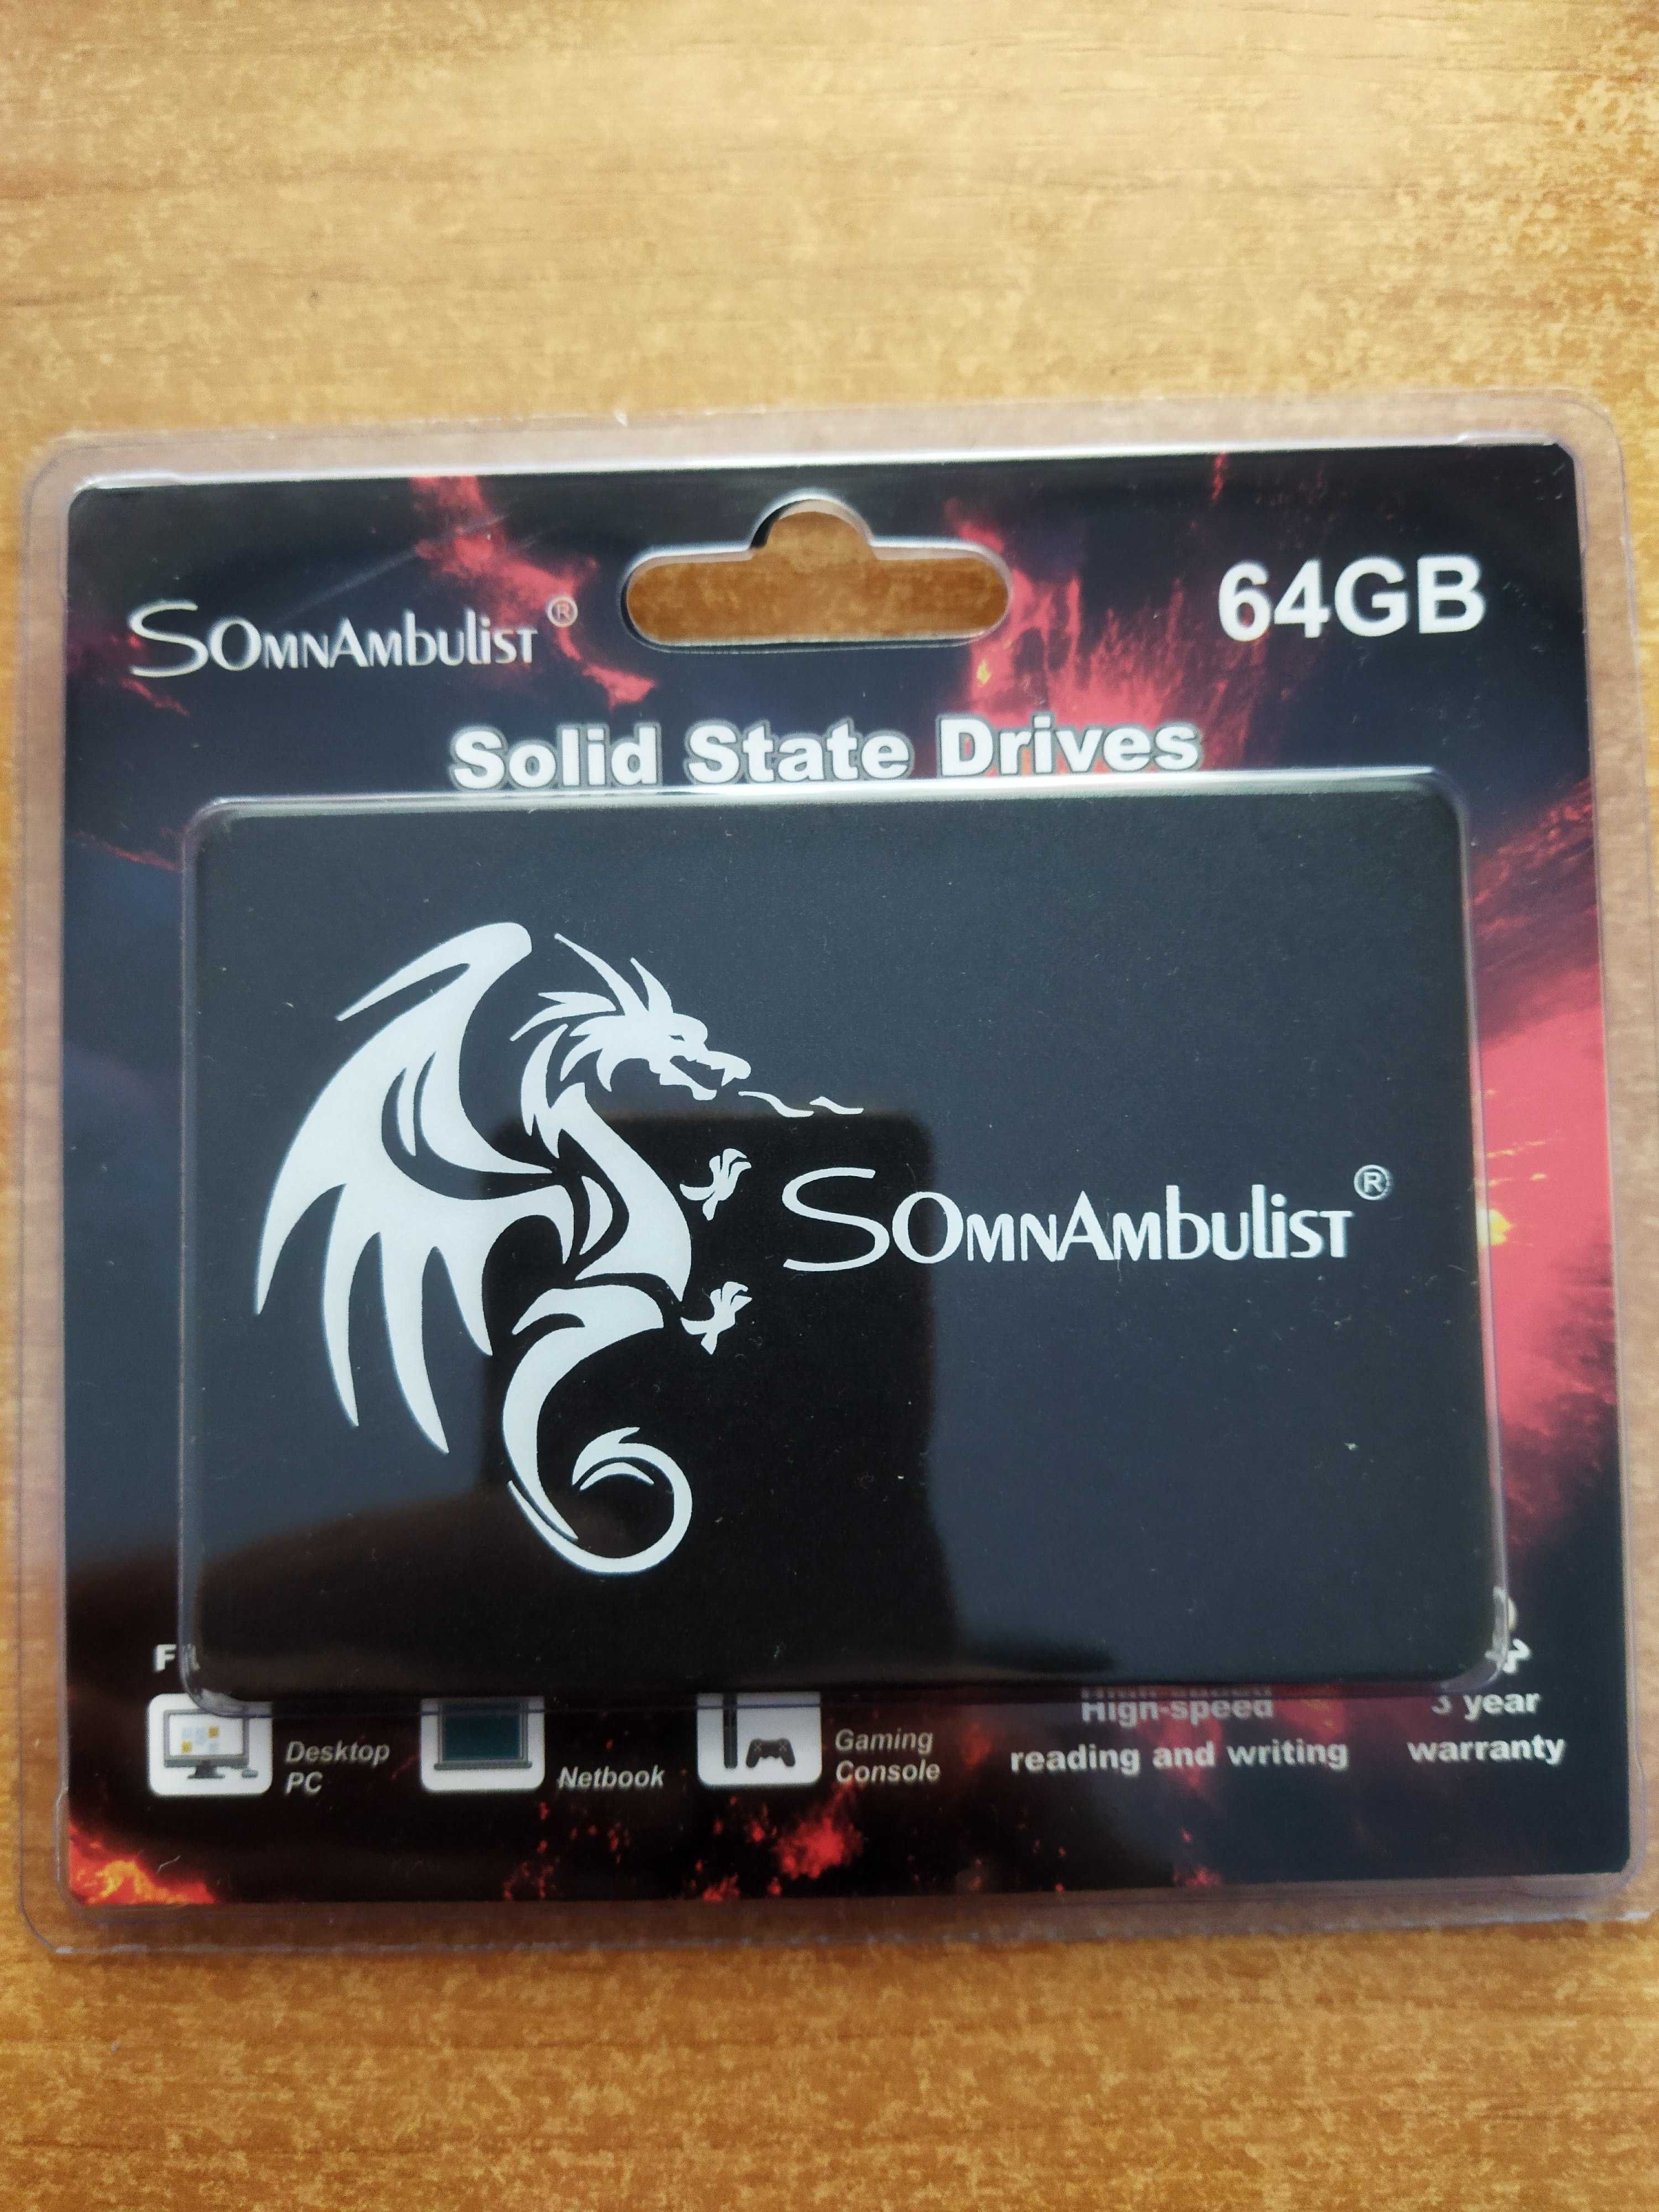 SOMNAMBULIST ®
64GB
Solid State Drives
SOMNAMBULIST ®
Desktop
PC
Netbook
Gaming
Console
High-speed
reading and writing
3 year
warranty